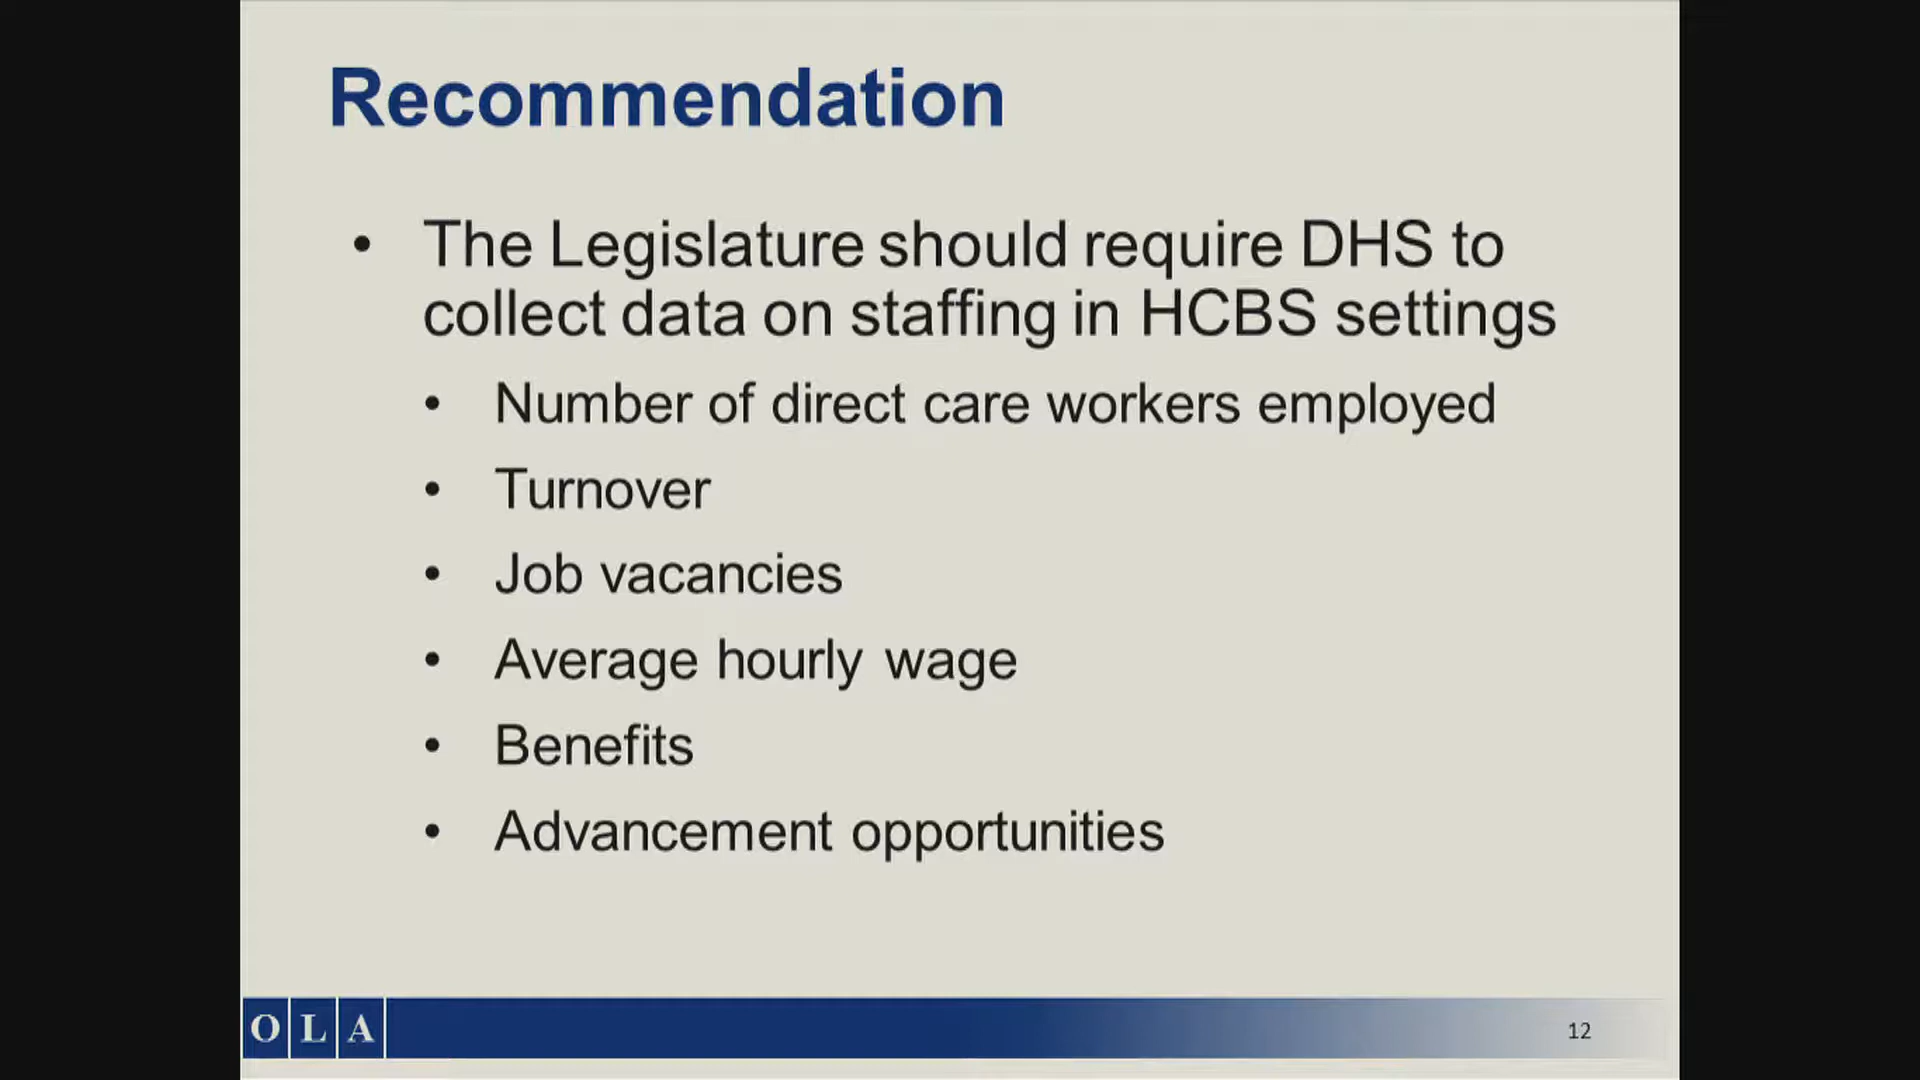 Recommendation
• The Legislature should require DHS to
collect data on staffing in HCBS settings
• Number of direct care workers employed
• Turnover
• Job vacancies
• Average hourly wage
• Benefits
• Advancement opportunities
OLA
12